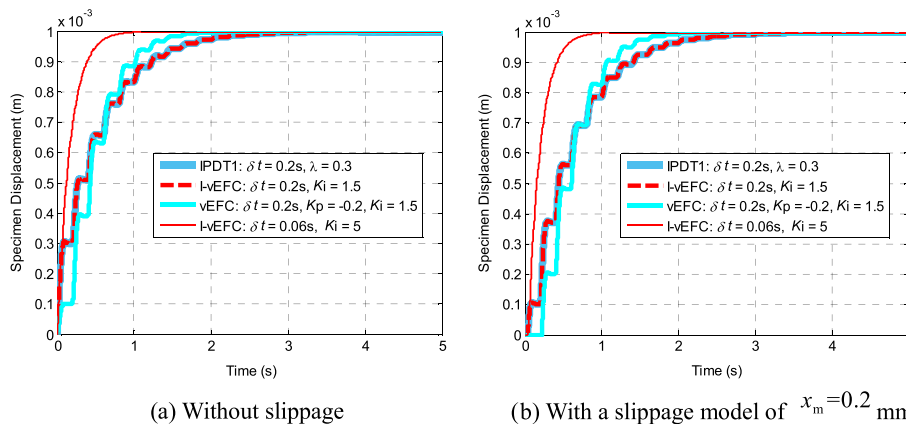 x 10⁻³
1
0.9
0.8
0.7
0.6
0.5
0.4
0.3
0.2
0.1
0
Specimen Displacement (m)
IPDT1: δt = 0.2s, λ = 0.3
I-vEFC: δt = 0.2s, Ki = 1.5
vEFC: δt = 0.2s, Kp = -0.2, Ki = 1.5
I-vEFC: δt = 0.06s, Ki = 5
0 1 2 3 4 5
Time (s)
(a) Without slippage
x 10⁻³
1
0.9
0.8
0.7
0.6
0.5
0.4
0.3
0.2
0.1
0
Specimen Displacement (m)
IPDT1: δt = 0.2s, λ = 0.3
I-vEFC: δt = 0.2s, Ki = 1.5
vEFC: δt = 0.2s, Kp = -0.2, Ki = 1.5
I-vEFC: δt = 0.06s, Ki = 5
0 1 2 3 4 5
Time (s)
(b) With a slippage model of xₘ=0.2 mm